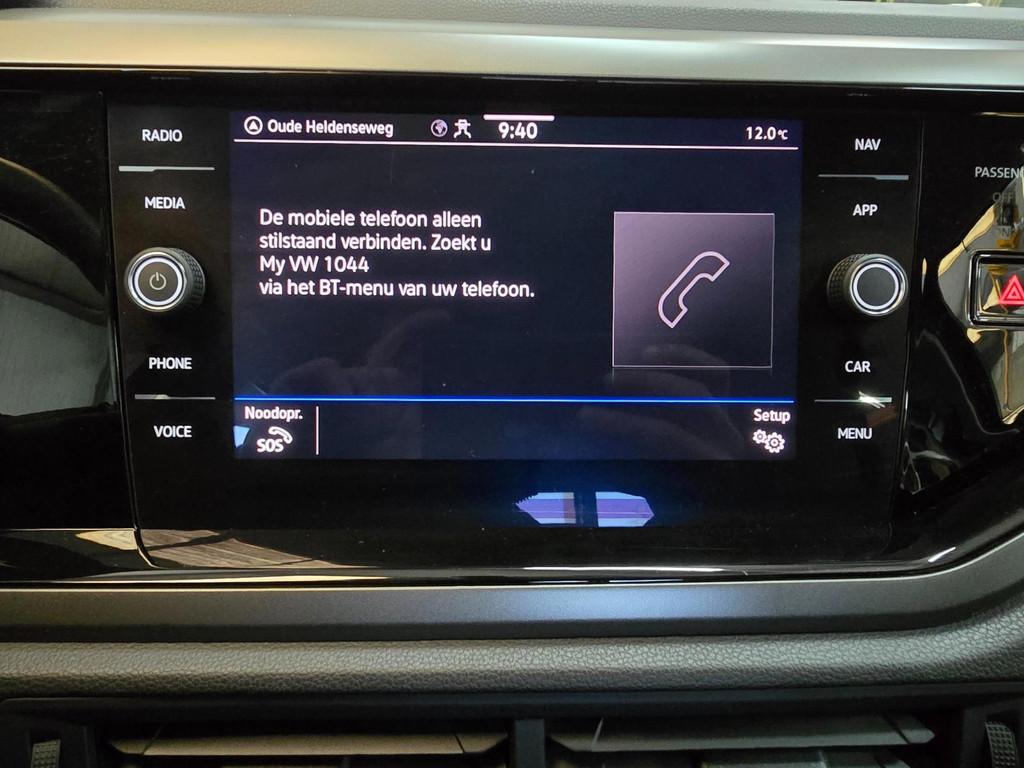 RADIO
MEDIA
PHONE
VOICE
Oude Heldenseweg
9:40
12.0°C
De mobiele telefoon alleen
stilstaand verbinden. Zoekt u
My VW 1044
via het BT-menu van uw telefoon.
Noodopr.
SOS
Setup
NAV
APP
CAR
MENU
PASSEN